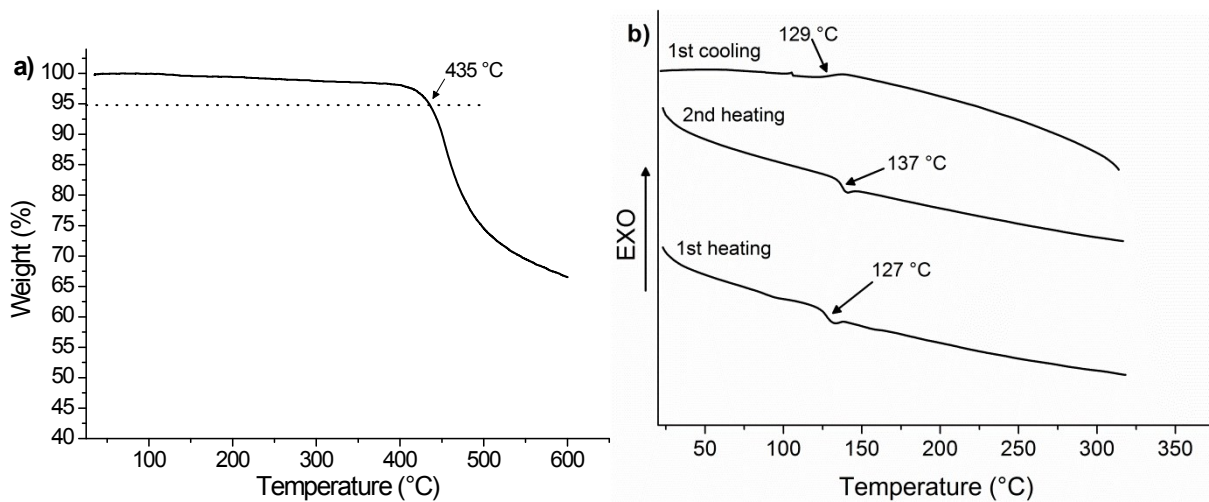 a)
435 °C
Weight (%)
100
95
90
85
80
75
70
65
60
55
50
45
40
100 200 300 400 500 600
Temperature (°C)
b)
129 °C
1st cooling
2nd heating
137 °C
EXO
1st heating
127 °C
50 100 150 200 250 300 350
Temperature (°C)